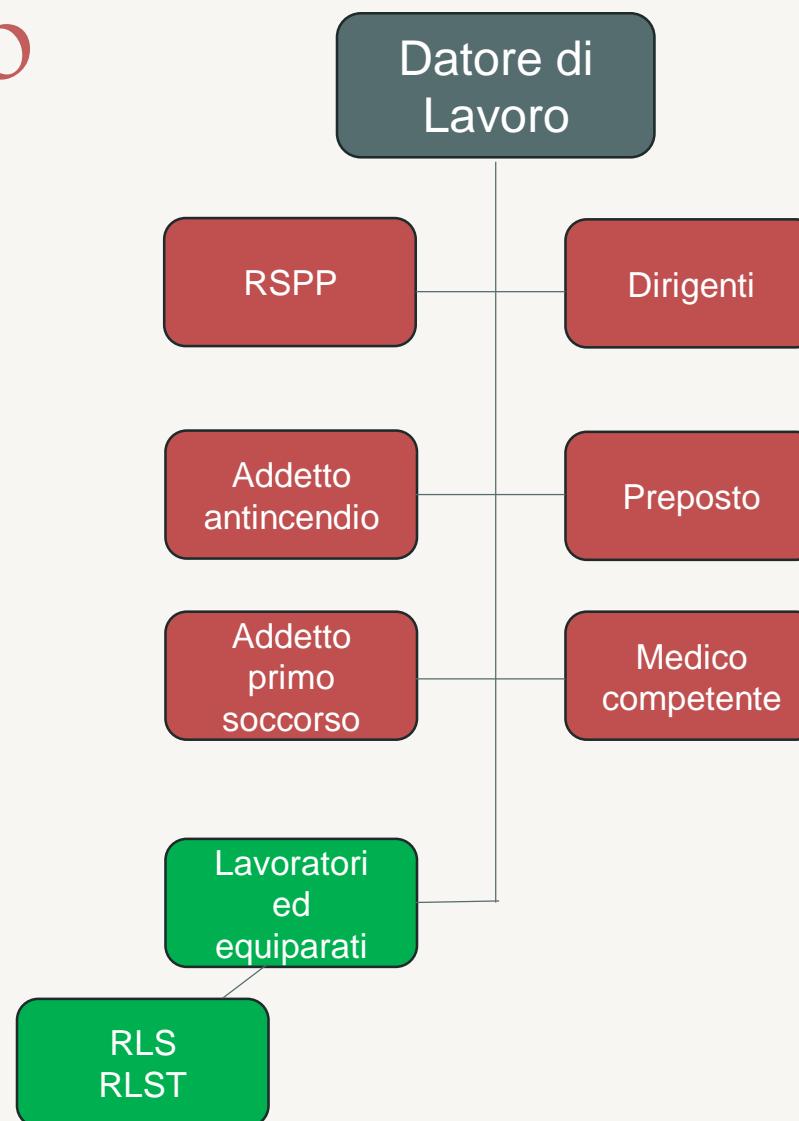 Datore di
Lavoro
RSPP
Dirigenti
Addetto
antincendio
Preposto
Addetto
primo
soccorso
Medico
competente
Lavoratori
ed
equiparati
RLS
RLST